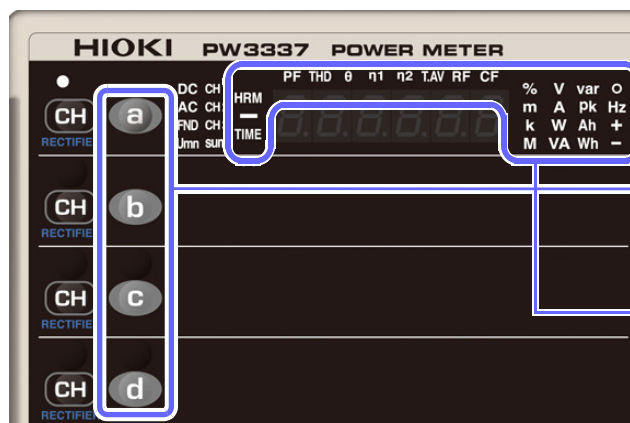 HIOKI PW3337 POWER METER
PF THD θ η1 η2 T.AV RF CF
DC CH HRM % V var
AC CH m A pk Hz
FND CH TIME k W Ah +
Umn sum M VA Wh −
CH a
RECTIFIE
CH b
RECTIFIE
CH c
RECTIFIE
CH d
RECTIFIE